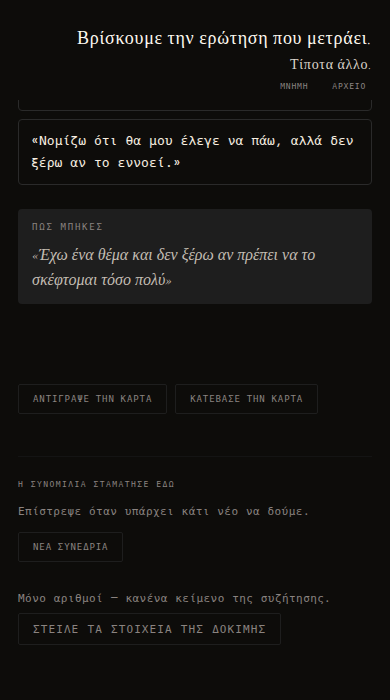 Βρίσκουμε την ερώτηση που μετράει.
Τίποτα άλλο.
ΜΝΗΜΗ ΑΡΧΕΙΟ
«Νομίζω ότι θα μου έλεγε να πάω, αλλά δεν
ξέρω αν το εννοεί.»
ΠΩΣ ΜΠΗΚΕΣ
«Έχω ένα θέμα και δεν ξέρω αν πρέπει να το
σκέφτομαι τόσο πολύ»
ΑΝΤΙΓΡΑΨΕ ΤΗΝ ΚΑΡΤΑ ΚΑΤΕΒΑΣΕ ΤΗΝ ΚΑΡΤΑ
Η ΣΥΝΟΜΙΛΙΑ ΣΤΑΜΑΤΗΣΕ ΕΔΩ
Επίστρεψε όταν υπάρχει κάτι νέο να δούμε.
ΝΕΑ ΣΥΝΕΔΡΙΑ
Μόνο αριθμοί — κανένα κείμενο της συζήτησης.
ΣΤΕΙΛΕ ΤΑ ΣΤΟΙΧΕΙΑ ΤΗΣ ΔΟΚΙΜΗΣ